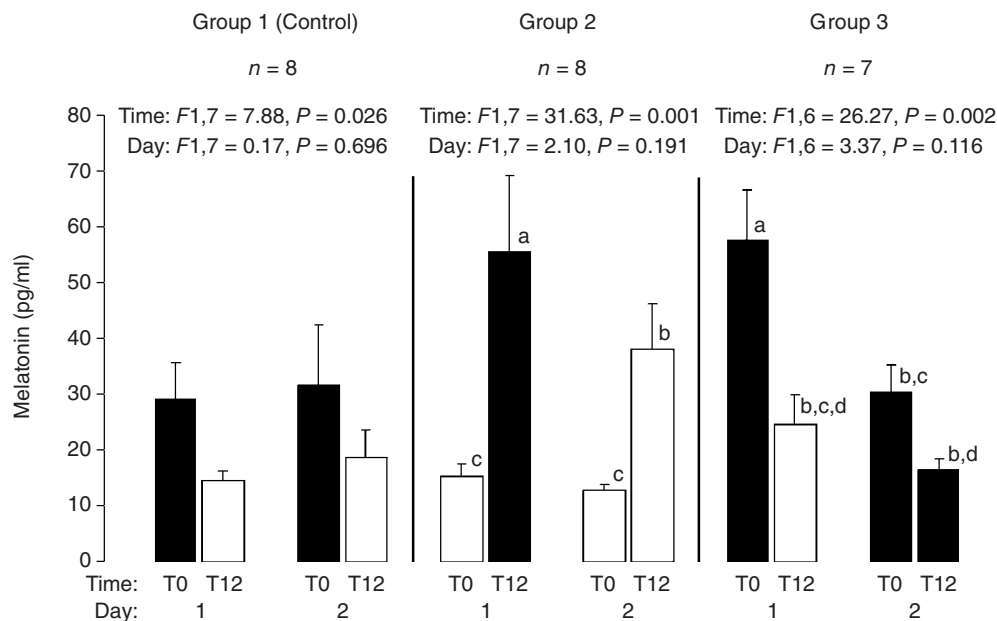 Group 1 (Control) Group 2 Group 3
n = 8 n = 8 n = 7
Time: F1,7 = 7.88, P = 0.026 Time: F1,7 = 31.63, P = 0.001 Time: F1,6 = 26.27, P = 0.002
Day: F1,7 = 0.17, P = 0.696 Day: F1,7 = 2.10, P = 0.191 Day: F1,6 = 3.37, P = 0.116
Melatonin (pg/ml)
80
70
60
50
40
30
20
10
0
c
a
c
b
a
b,c,d
b,c
b,d
Time: T0 T12 T0 T12 T0 T12 T0 T12 T0 T12 T0 T12
Day: 1 2 1 2 1 2